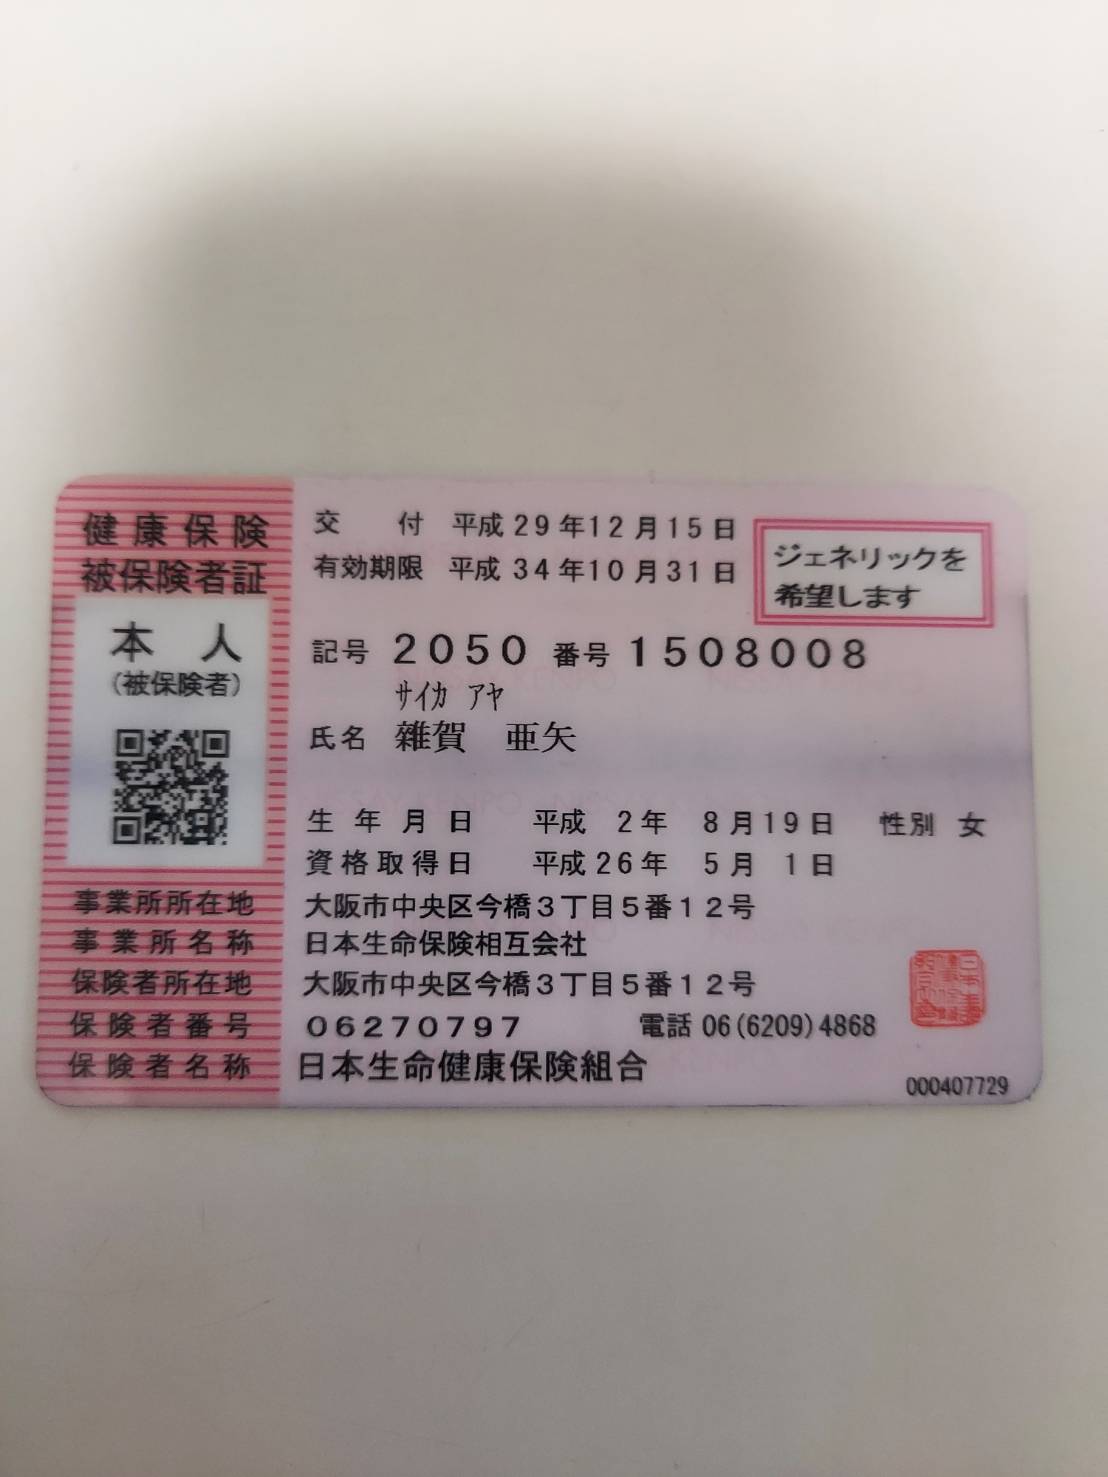 健康保険
被保険者証
本人
(被保険者)
交付 平成29年12月15日
有効期限 平成34年10月31日
ジェネリックを
希望します
記号 2050 番号 1508008
サイカ アヤ
氏名 雑賀 亜矢
生年月日 平成 2年 8月19日 性別 女
資格取得日 平成26年 5月 1日
事業所所在地 大阪市中央区今橋3丁目5番12号
事業所名称 日本生命保険相互会社
保険者所在地 大阪市中央区今橋3丁目5番12号
保険者番号 06270797 電話 06(6209)4868
保険者名称 日本生命健康保険組合
000407729